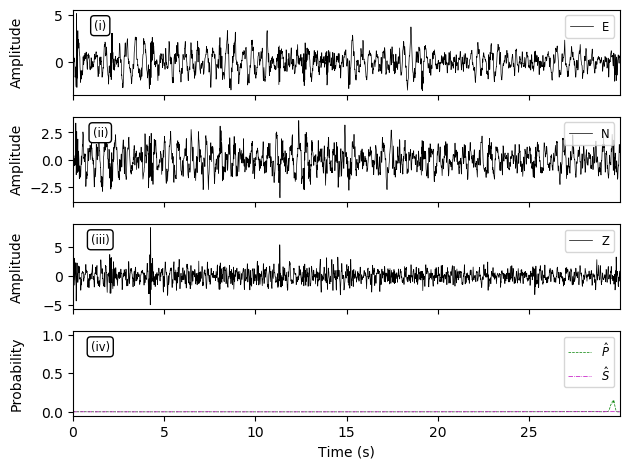 5
0
Amplitude
(i)
E
2.5
0.0
−2.5
Amplitude
(ii)
N
5
0
−5
Amplitude
(iii)
Z
1.0
0.5
0.0
Probability
(iv)
P̂
Ŝ
0 5 10 15 20 25
Time (s)